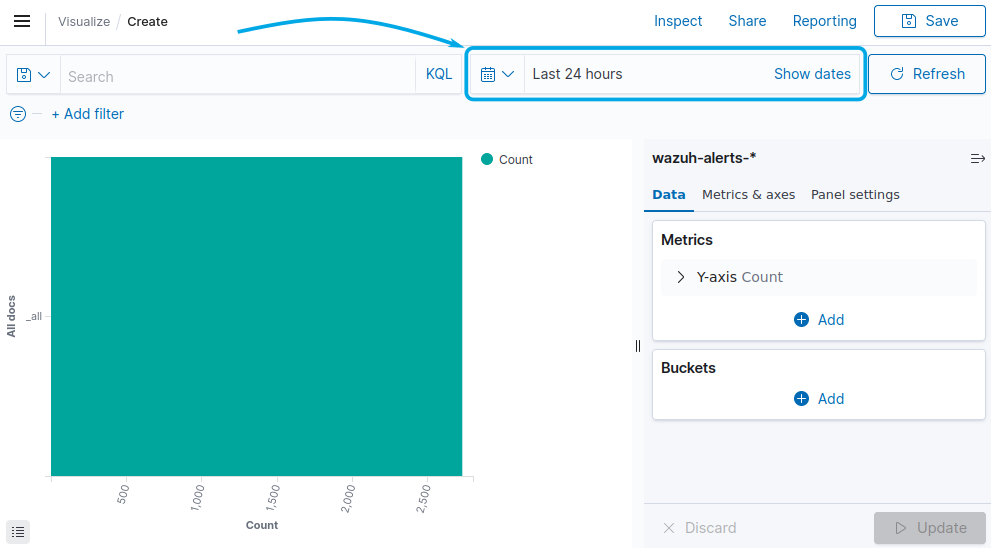 Visualize / Create
Inspect Share Reporting Save
Search KQL Last 24 hours Show dates Refresh
+ Add filter
Count
All docs
_all
500 1,000 1,500 2,000 2,500
Count
wazuh-alerts-*
Data Metrics & axes Panel settings
Metrics
Y-axis Count
Add
Buckets
Add
Discard Update